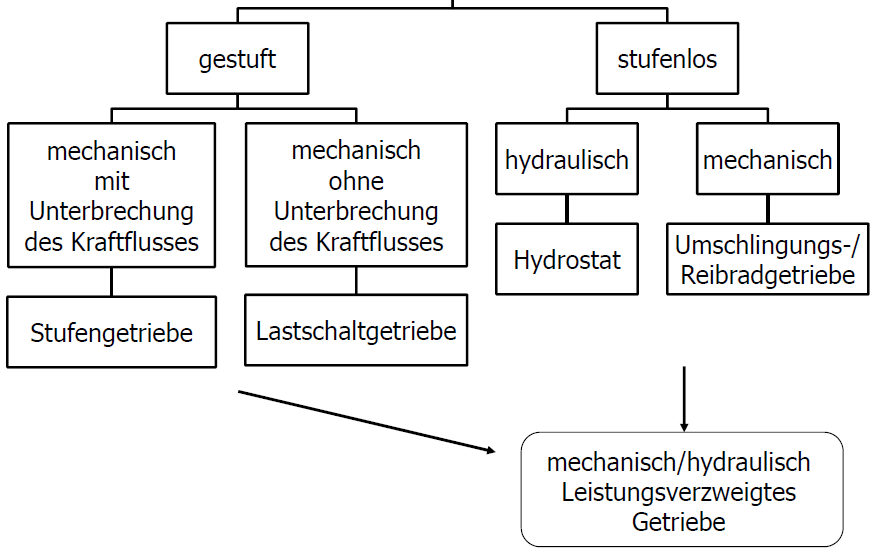 gestuft
stufenlos
mechanisch
mit
Unterbrechung
des Kraftflusses
mechanisch
ohne
Unterbrechung
des Kraftflusses
hydraulisch
mechanisch
Stufengetriebe
Lastschaltgetriebe
Hydrostat
Umschlingungs-/
Reibradgetriebe
mechanisch/hydraulisch
Leistungsverzweigtes
Getriebe